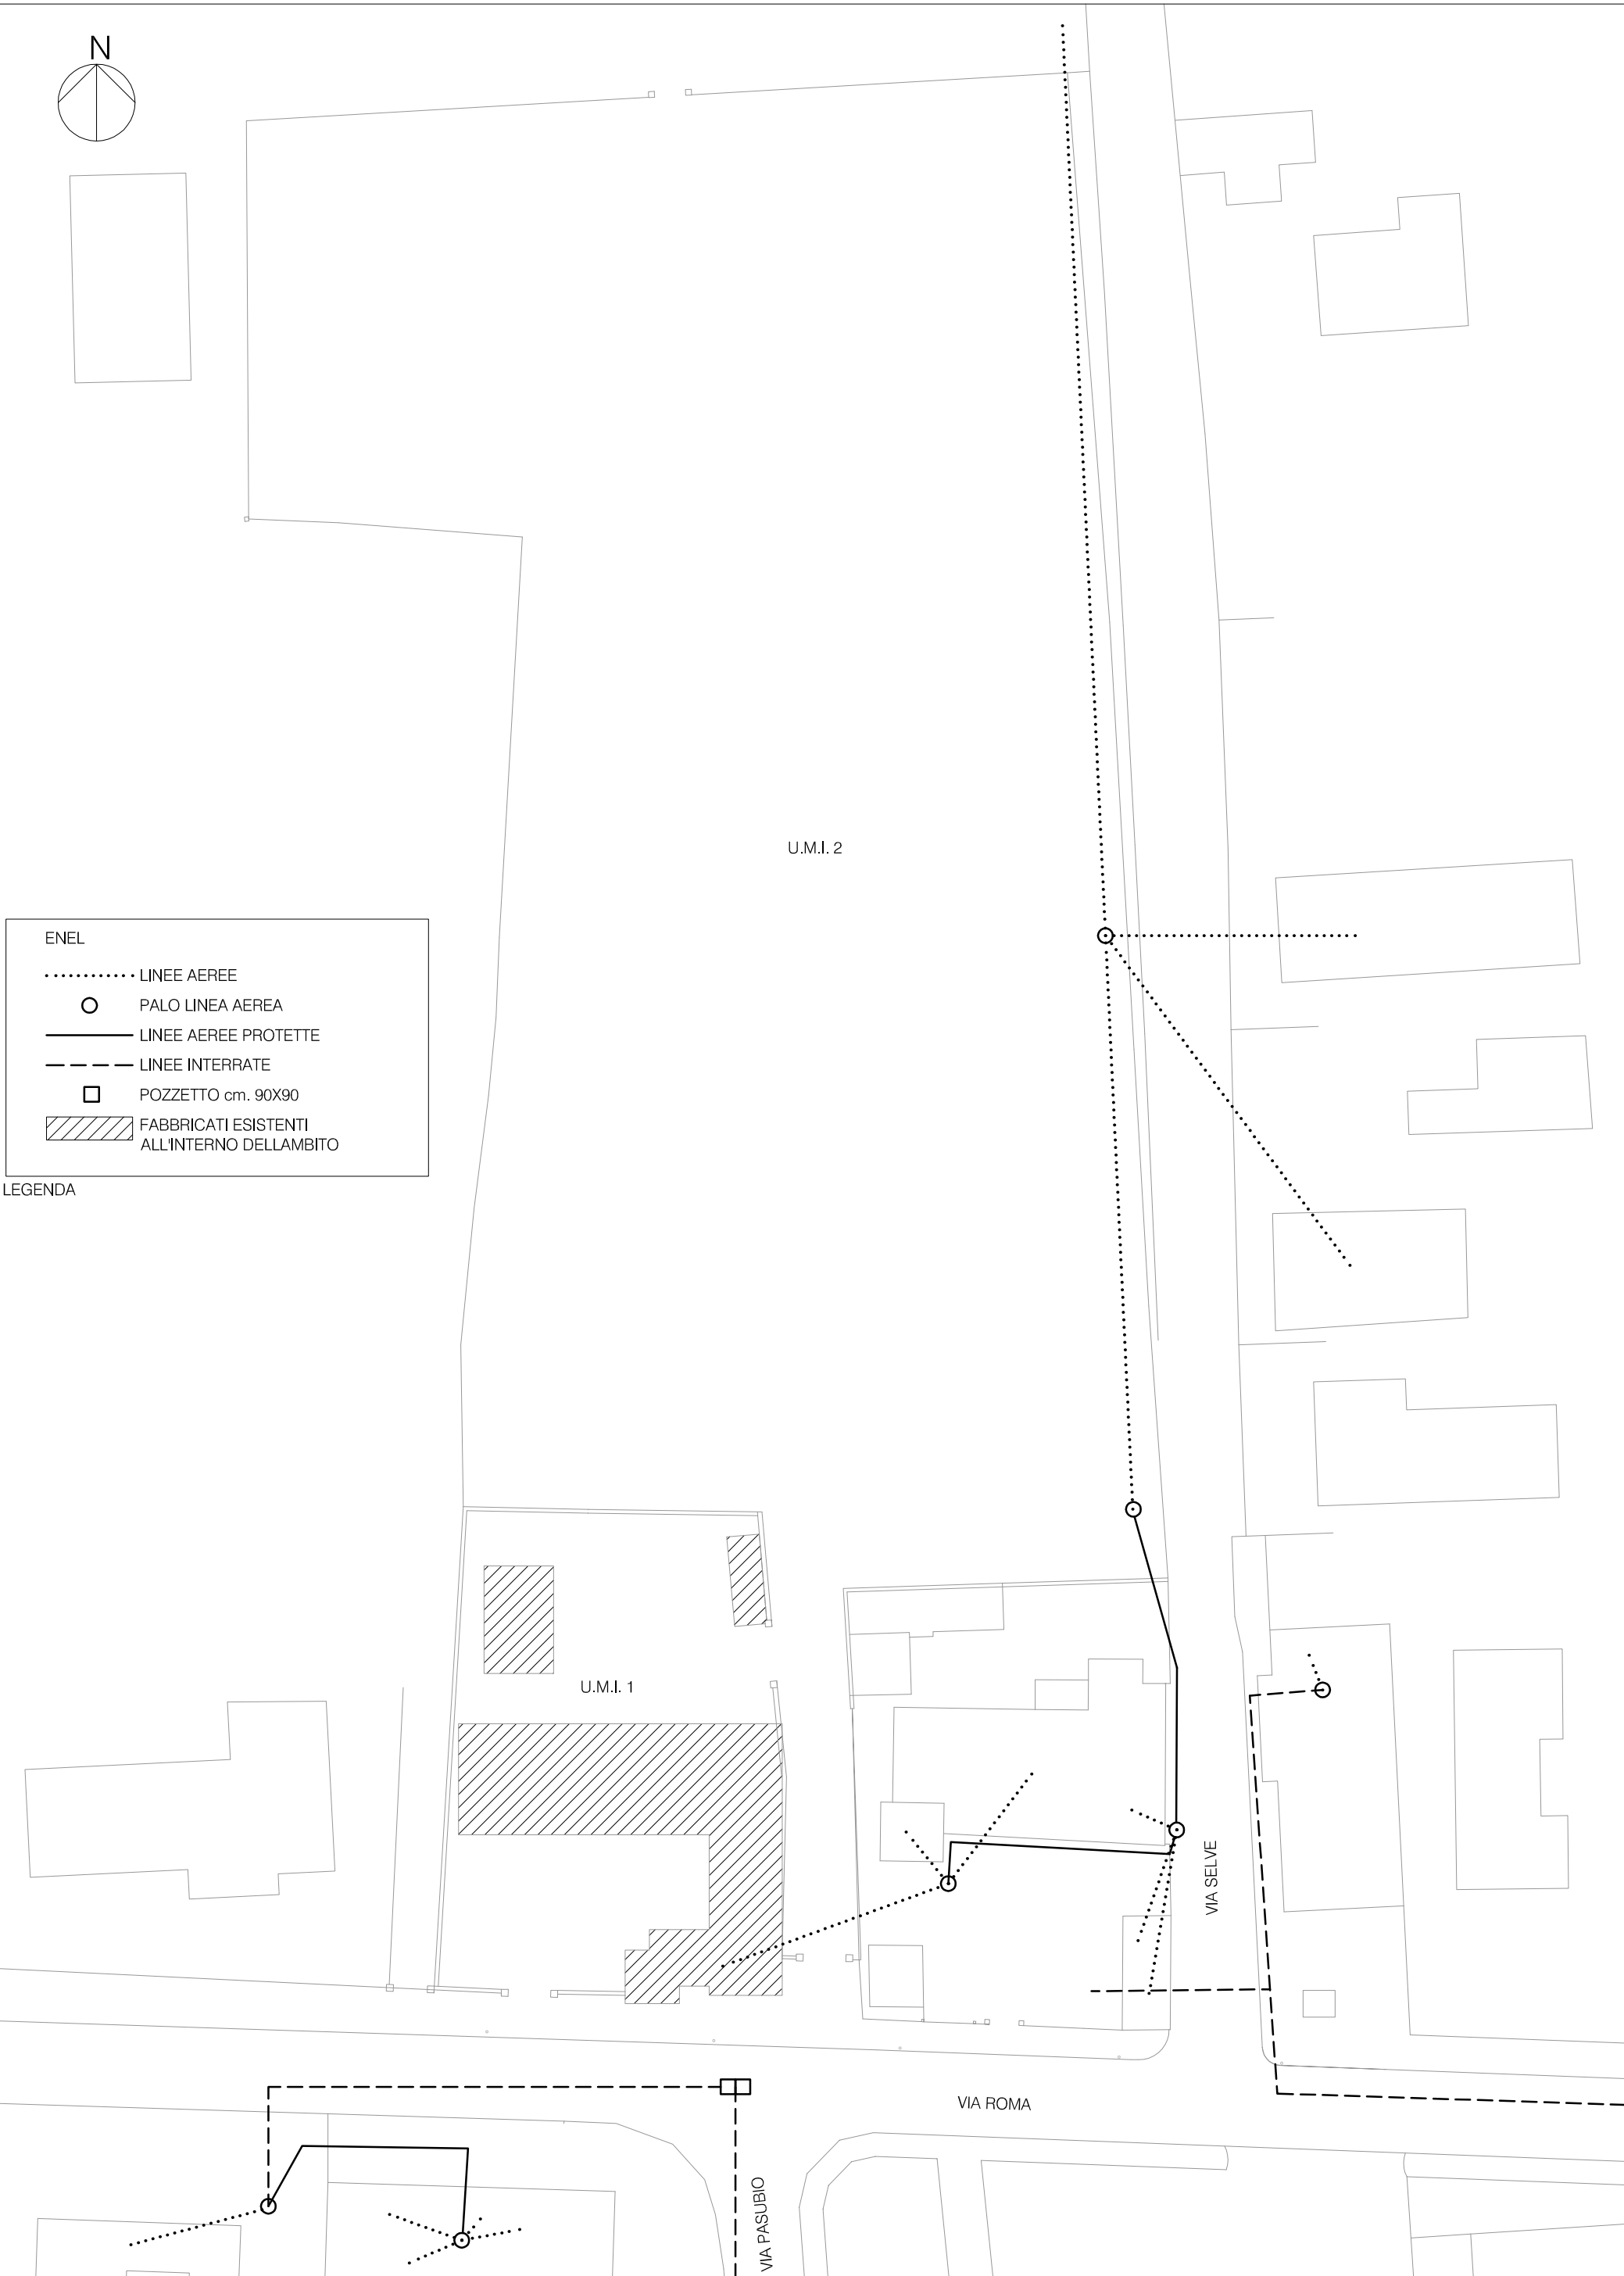 N
U.M.I. 2
ENEL
LINEE AEREE
PALO LINEA AEREA
LINEE AEREE PROTETTE
LINEE INTERRATE
POZZETTO cm. 90X90
FABBRICATI ESISTENTI
ALL'INTERNO DELLAMBITO
LEGENDA
U.M.I. 1
VIA SELVE
VIA ROMA
VIA PASUBIO